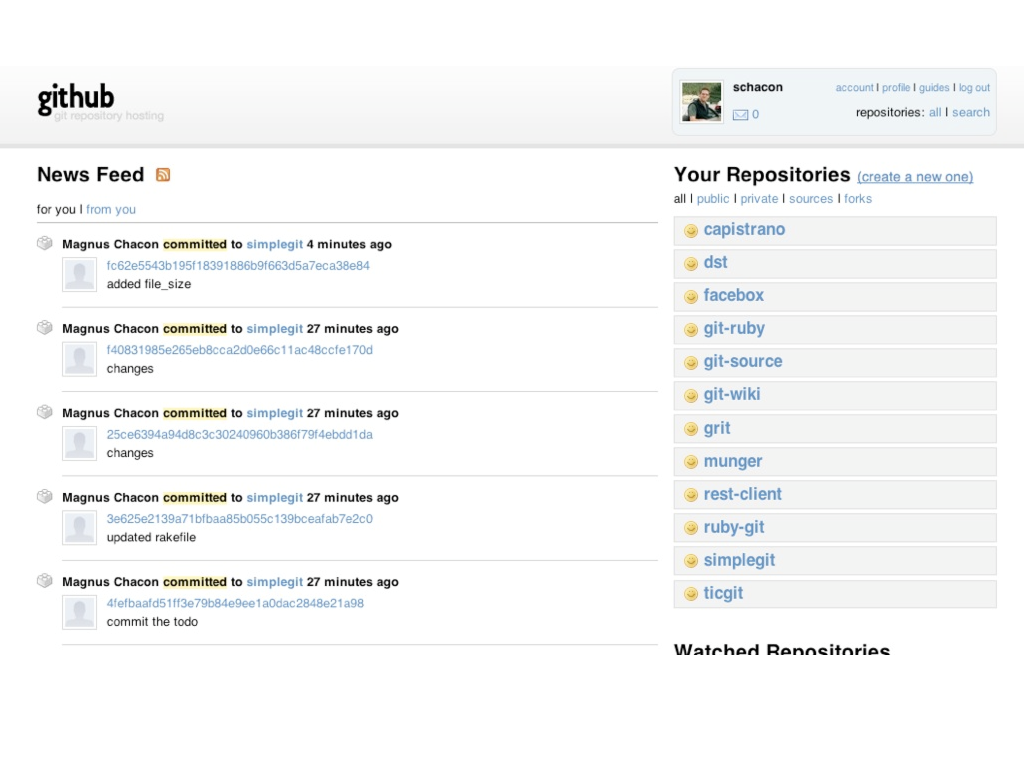 github
git repository hosting
schacon
account | profile | guides | log out
0
repositories: all | search
News Feed
for you | from you
Magnus Chacon committed to simplegit 4 minutes ago
fc62e5543b195f18391886b9f663d5a7eca38e84
added file_size
Magnus Chacon committed to simplegit 27 minutes ago
f40831985e265eb8cca2d0e66c11ac48ccfe170d
changes
Magnus Chacon committed to simplegit 27 minutes ago
25ce6394a94d8c3c30240960b386f79f4ebdd1da
changes
Magnus Chacon committed to simplegit 27 minutes ago
3e625e2139a71bfbaa85b055c139bceafab7e2c0
updated rakefile
Magnus Chacon committed to simplegit 27 minutes ago
4fefbaafd51ff3e79b84e9ee1a0dac2848e21a98
commit the todo
Your Repositories (create a new one)
all | public | private | sources | forks
capistrano
dst
facebox
git-ruby
git-source
git-wiki
grit
munger
rest-client
ruby-git
simplegit
ticgit
Watched Repositories